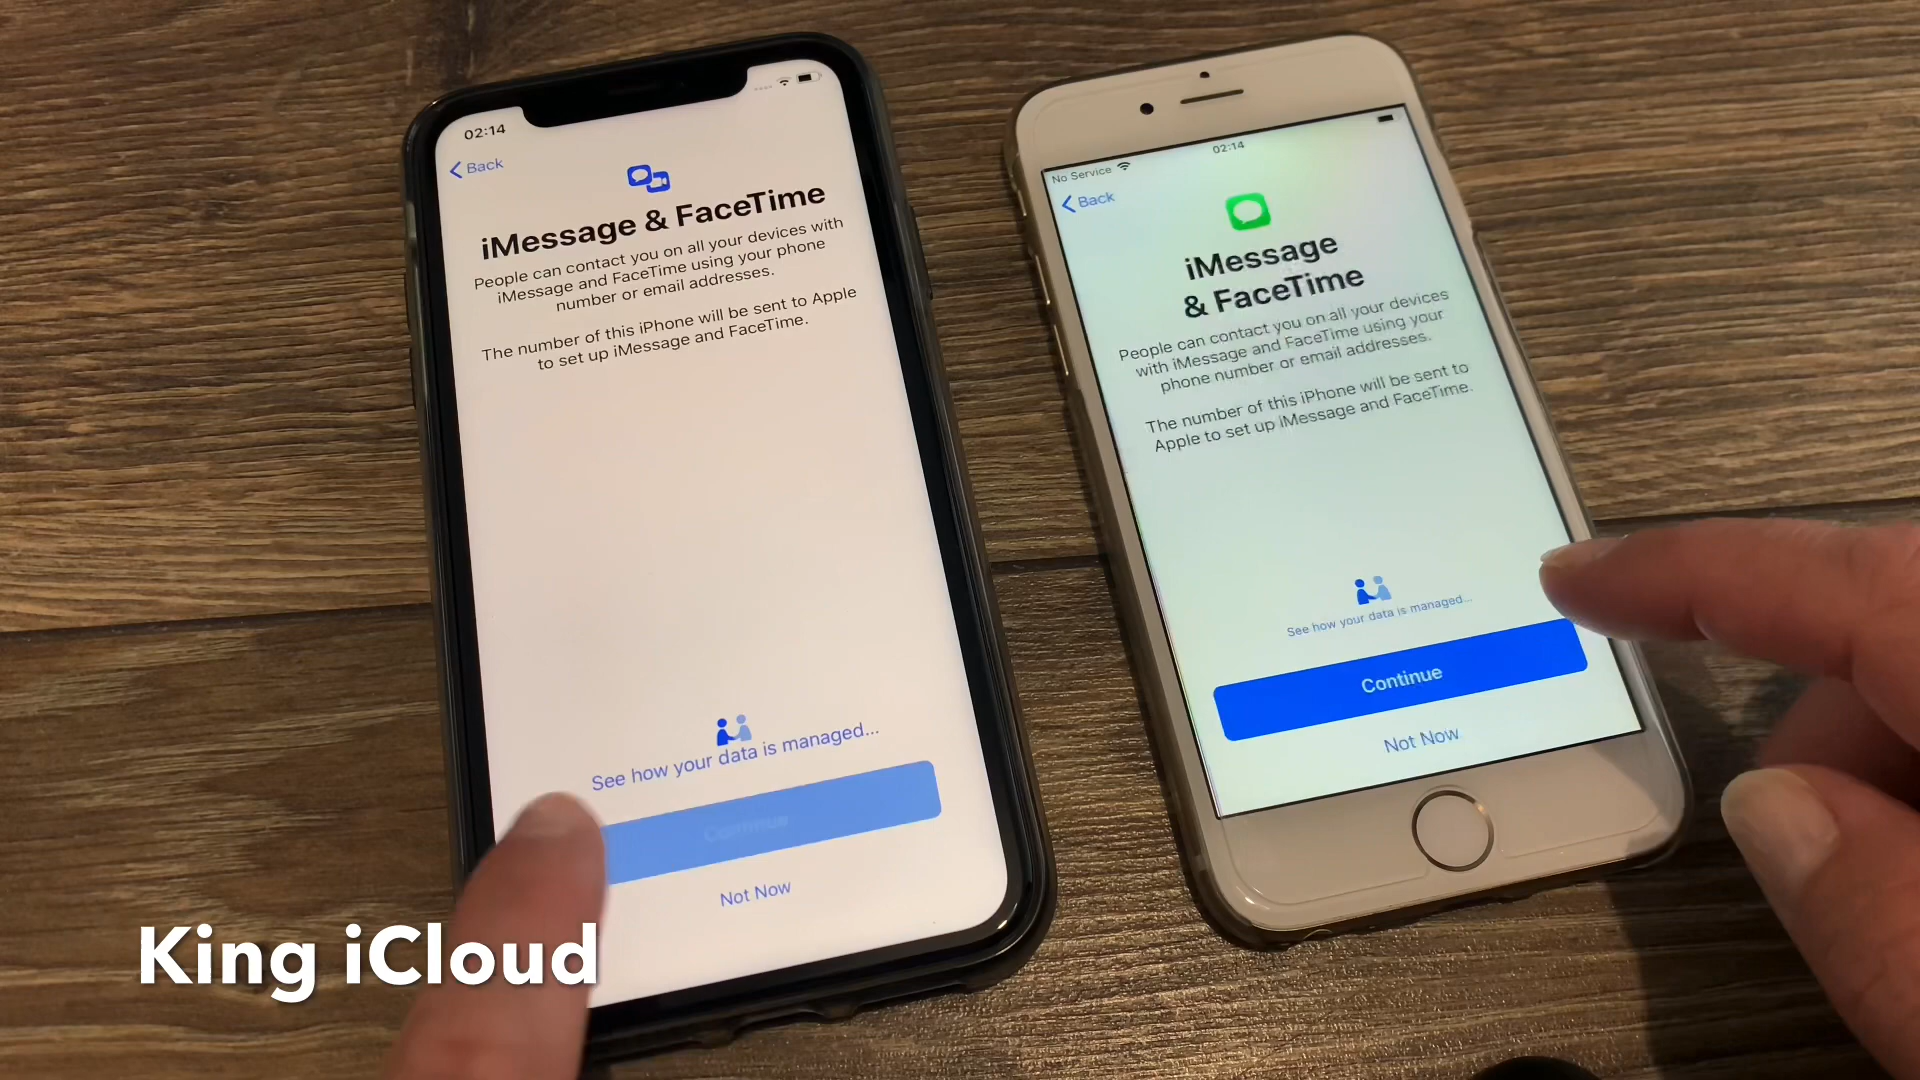 02:14
Back
iMessage & FaceTime
People can contact you on all your devices with
iMessage and FaceTime using your phone
number or email addresses.
The number of this iPhone will be sent to Apple
to set up iMessage and FaceTime.
See how your data is managed...
Continue
Not Now
No Service
02:14
Back
iMessage
& FaceTime
People can contact you on all your devices
with iMessage and FaceTime using your
phone number or email addresses.
The number of this iPhone will be sent to
Apple to set up iMessage and FaceTime.
See how your data is managed...
Continue
Not Now
King iCloud